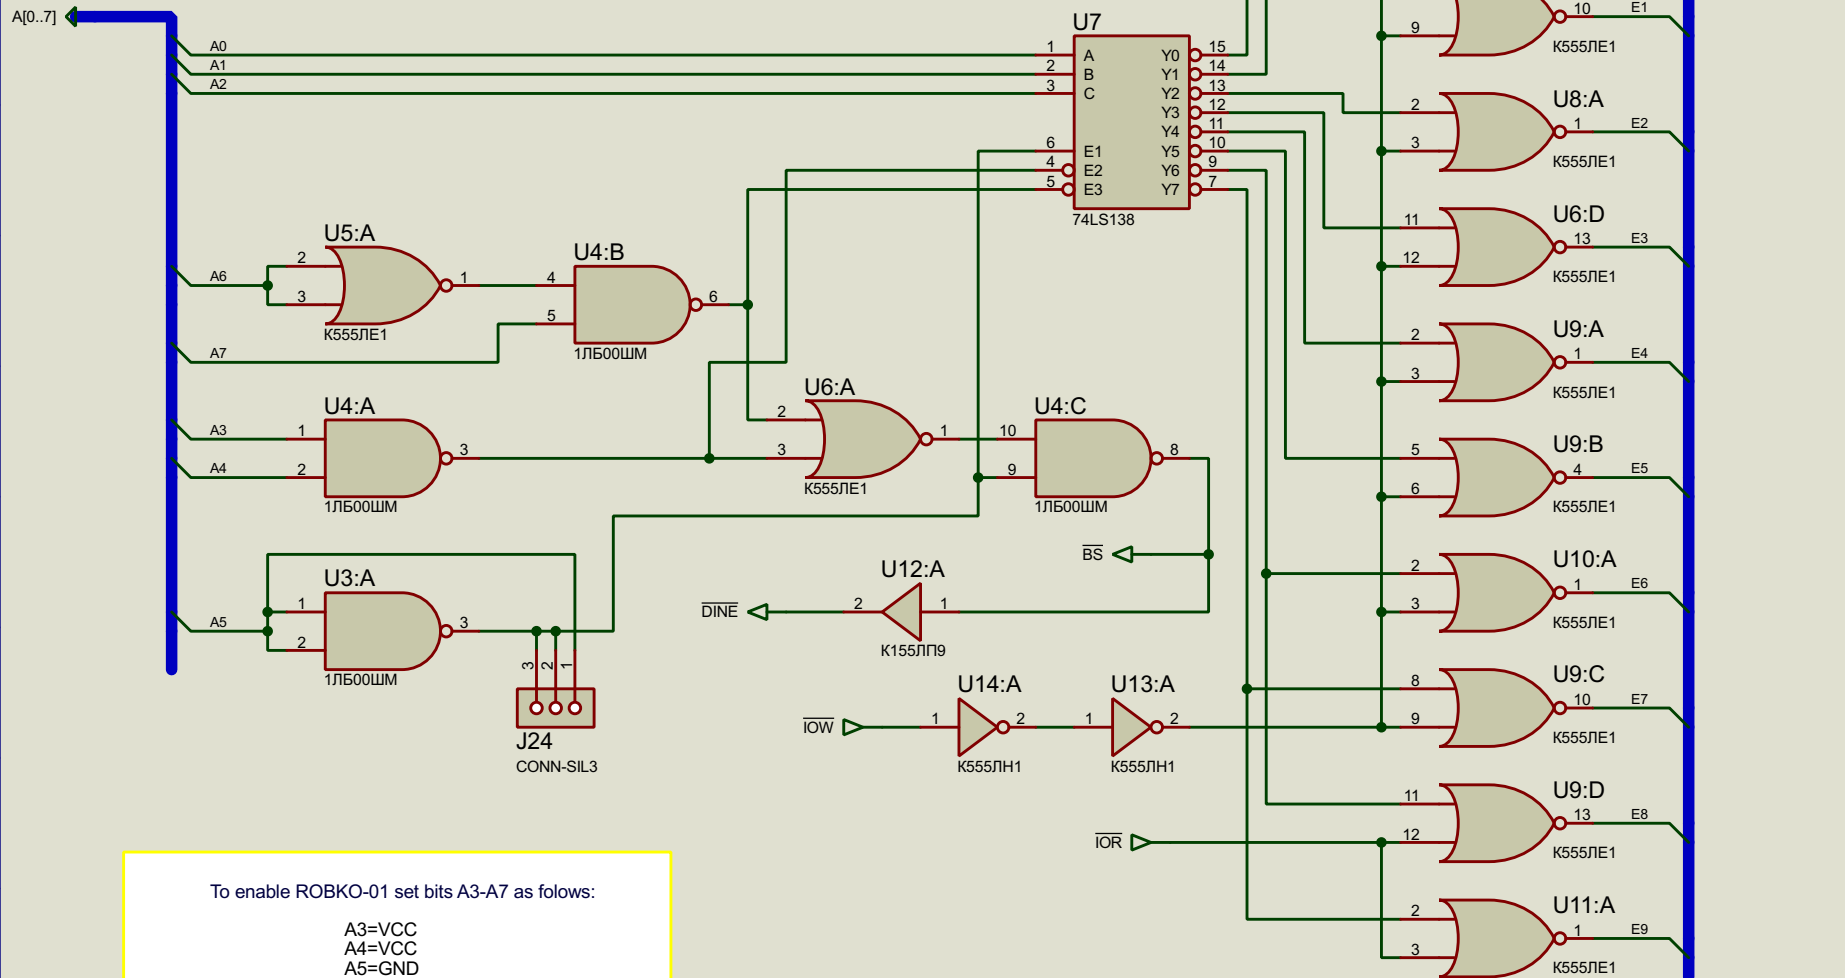 A[0..7]
A0
A1
A2
1
2
3
U7
A
B
C
6
4
5
E1
E2
E3
Y0
Y1
Y2
Y3
Y4
Y5
Y6
Y7
15
14
13
12
11
10
9
7
74LS138
9
10
E1
К555ЛЕ1
U8:A
2
3
1
E2
К555ЛЕ1
U6:D
11
12
13
E3
К555ЛЕ1
U9:A
2
3
1
E4
К555ЛЕ1
U9:B
5
6
4
E5
К555ЛЕ1
U10:A
2
3
1
E6
К555ЛЕ1
U9:C
8
9
10
E7
К555ЛЕ1
U9:D
11
12
13
E8
К555ЛЕ1
U11:A
2
3
1
E9
К555ЛЕ1
U5:A
A6
2
3
1
К555ЛЕ1
U4:B
4
5
6
1ЛБ00ШМ
A7
U4:A
A3
A4
1
2
3
1ЛБ00ШМ
U6:A
2
3
1
К555ЛЕ1
U4:C
10
9
8
1ЛБ00ШМ
BS
U12:A
DINE
2
1
К155ЛП9
U3:A
A5
1
2
3
1ЛБ00ШМ
3
2
1
J24
CONN-SIL3
IOW
U14:A
1
2
К555ЛН1
U13:A
1
2
К555ЛН1
IOR
To enable ROBKO-01 set bits A3-A7 as folows:
A3=VCC
A4=VCC
A5=GND